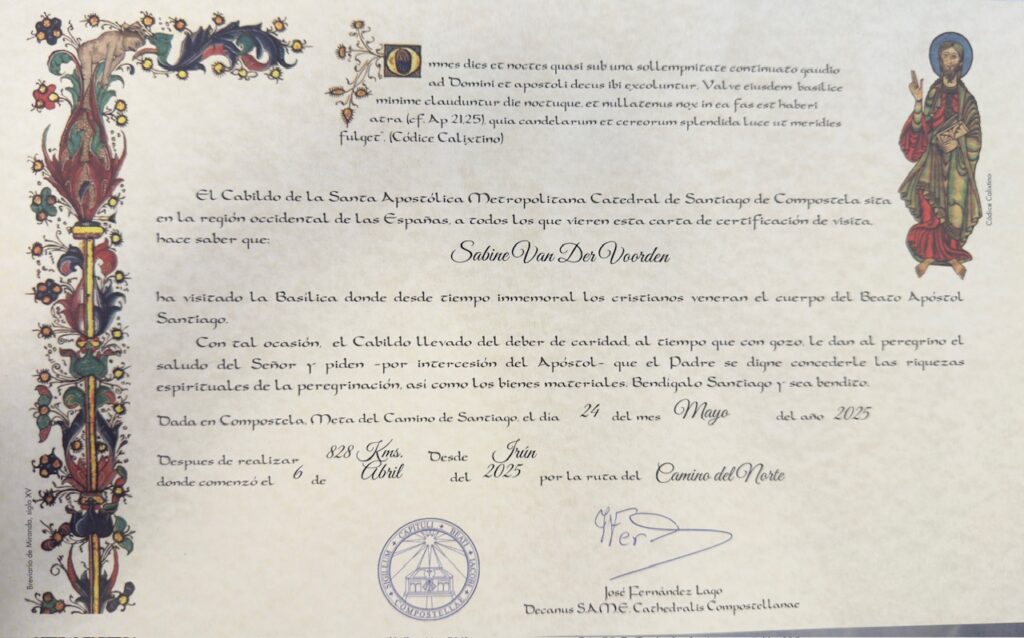 Omnes dies et noctes quasi sub una sollempnitate continuato gaudio
ad Domini et apostoli decus ibi excoluntur. Valve eiusdem basilice
minime clauduntur die noctuque, et nullatenus nox in ea fas est haberi
atra (cf. Ap 21,25), quia candelarum et cereorum splendida luce ut meridies
fulget”. (Códice Calixtino)
Códice Calixtino
El Cabildo de la Santa Apostólica Metropolitana Catedral de Santiago de Compostela sita
en la región occidental de las Españas, a todos los que vieren esta carta de certificación de visita,
hace saber que:
Sabine Van Der Voorden
ha visitado la Basílica donde desde tiempo inmemoral los cristianos veneran el cuerpo del Beato Apóstol
Santiago.
Con tal ocasión, el Cabildo llevado del deber de caridad, al tiempo que con gozo, le dan al peregrino el
saludo del Señor y piden -por intercesión del Apóstol- que el Padre se digne concederle las riquezas
espirituales de la peregrinación, así como los bienes materiales. Bendígalo Santiago y sea bendito.
Dada en Compostela, Meta del Camino de Santiago, el día 24 del mes Mayo del año 2025
Despues de realizar 828 Kms. Desde Irún
donde comenzó el 6 de Abril del 2025 por la ruta del Camino del Norte
Breviario de Miranda, siglo XV
SIGILLUM CAPITULI BEATI JACOBI COMPOSTELLAE
José Fernández Lago
Decanus S.A.M.E. Cathedralis Compostellanae